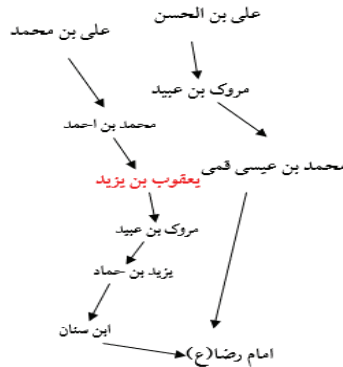 علی بن الحسن
علی بن محمد
مروک بن عبید
محمد بن احمد
محمد بن عیسی قمی
یعقوب بن یزید
مروک بن عبید
یزید بن حماد
ابن سنان
امام رضا(ع)